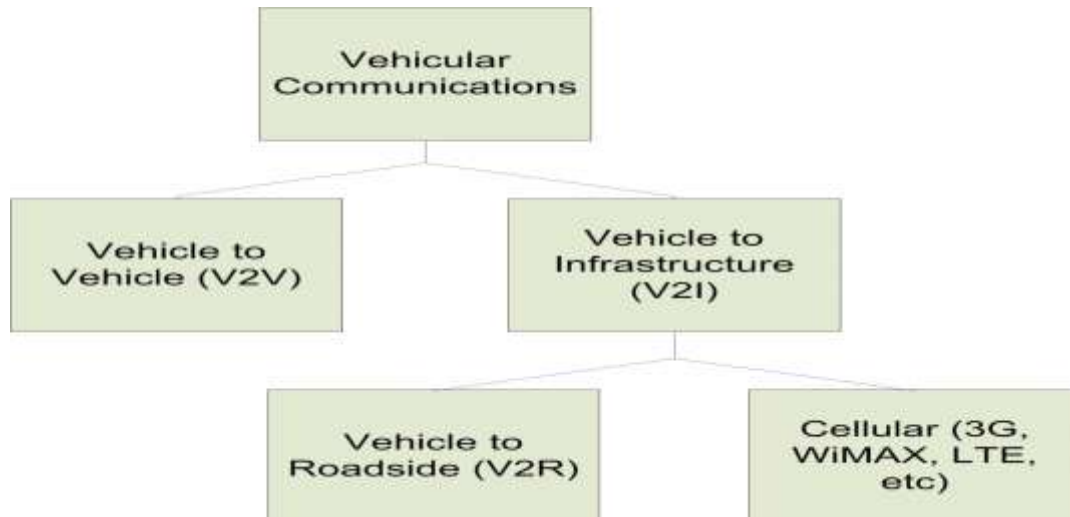 Vehicular
Communications
Vehicle to
Vehicle (V2V)
Vehicle to
Infrastructure
(V2I)
Vehicle to
Roadside (V2R)
Cellular (3G,
WiMAX, LTE,
etc)